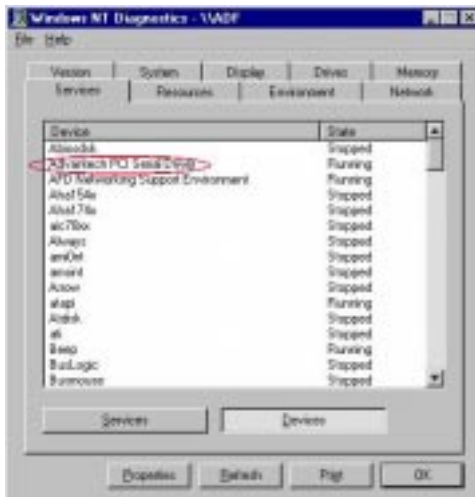 Windows NT Diagnostics - \\ADF
File Help
Version System Display Drives Memory
Services Resources Environment Network
Device State
Abiosdsk Stopped
Advantech PCI Serial Driver Running
AFD Networking Support Environment Running
Aha154x Stopped
Aha174x Stopped
aic78xx Stopped
Always Stopped
ami0nt Stopped
amsint Stopped
Arrow Stopped
atapi Running
Atdisk Stopped
ati Stopped
Beep Running
BusLogic Stopped
Busmouse Stopped
Services Devices
Properties Refresh Print OK